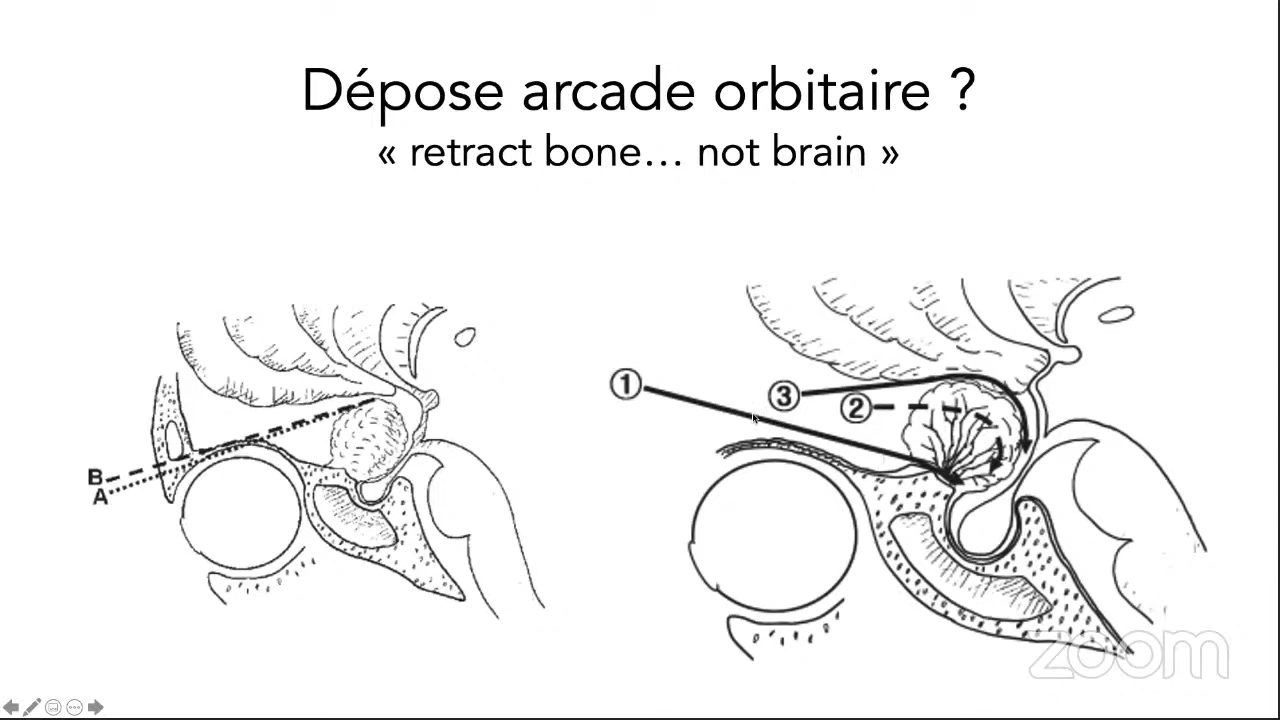 Dépose arcade orbitaire ?
« retract bone… not brain »
B
A
①
③
②
zoom